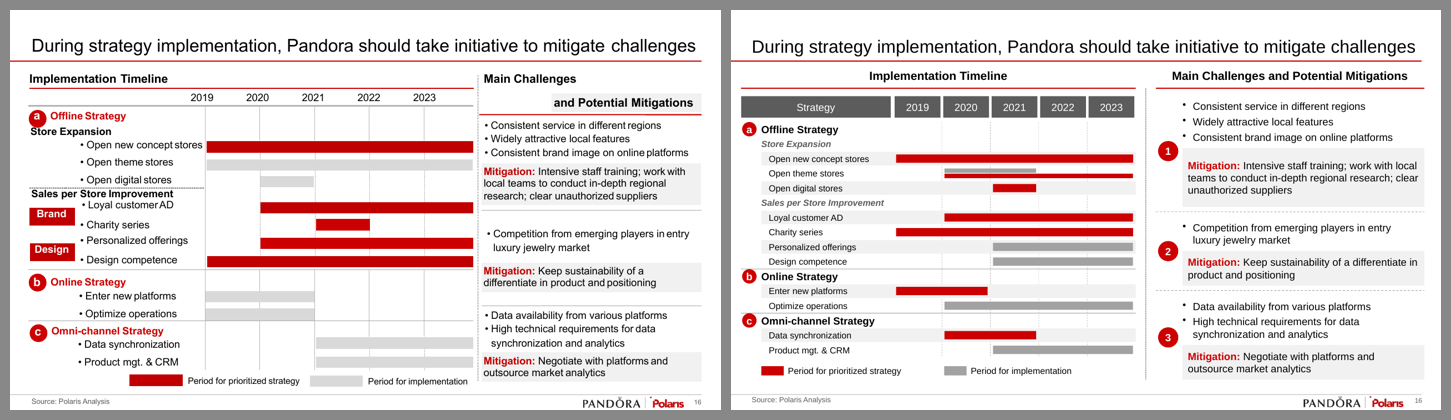 During strategy implementation, Pandora should take initiative to mitigate challenges
Implementation Timeline
2019 2020 2021 2022 2023
a Offline Strategy
Store Expansion
• Open new concept stores
• Open theme stores
• Open digital stores
Sales per Store Improvement
• Loyal customer AD
Brand
• Charity series
• Personalized offerings
Design
• Design competence
b Online Strategy
• Enter new platforms
• Optimize operations
c Omni-channel Strategy
• Data synchronization
• Product mgt. & CRM
Period for prioritized strategy Period for implementation
Main Challenges
and Potential Mitigations
• Consistent service in different regions
• Widely attractive local features
• Consistent brand image on online platforms
Mitigation: Intensive staff training; work with
local teams to conduct in-depth regional
research; clear unauthorized suppliers
• Competition from emerging players in entry
luxury jewelry market
Mitigation: Keep sustainability of a
differentiate in product and positioning
• Data availability from various platforms
• High technical requirements for data
synchronization and analytics
Mitigation: Negotiate with platforms and
outsource market analytics
Source: Polaris Analysis
PANDÖRA Polaris 16
During strategy implementation, Pandora should take initiative to mitigate challenges
Implementation Timeline
Strategy 2019 2020 2021 2022 2023
a Offline Strategy
Store Expansion
Open new concept stores
Open theme stores
Open digital stores
Sales per Store Improvement
Loyal customer AD
Charity series
Personalized offerings
Design competence
b Online Strategy
Enter new platforms
Optimize operations
c Omni-channel Strategy
Data synchronization
Product mgt. & CRM
Period for prioritized strategy Period for implementation
Main Challenges and Potential Mitigations
• Consistent service in different regions
• Widely attractive local features
• Consistent brand image on online platforms
1
Mitigation: Intensive staff training; work with local
teams to conduct in-depth regional research; clear
unauthorized suppliers
• Competition from emerging players in entry
luxury jewelry market
2
Mitigation: Keep sustainability of a differentiate in
product and positioning
• Data availability from various platforms
• High technical requirements for data
synchronization and analytics
3
Mitigation: Negotiate with platforms and
outsource market analytics
Source: Polaris Analysis
PANDÖRA Polaris 16